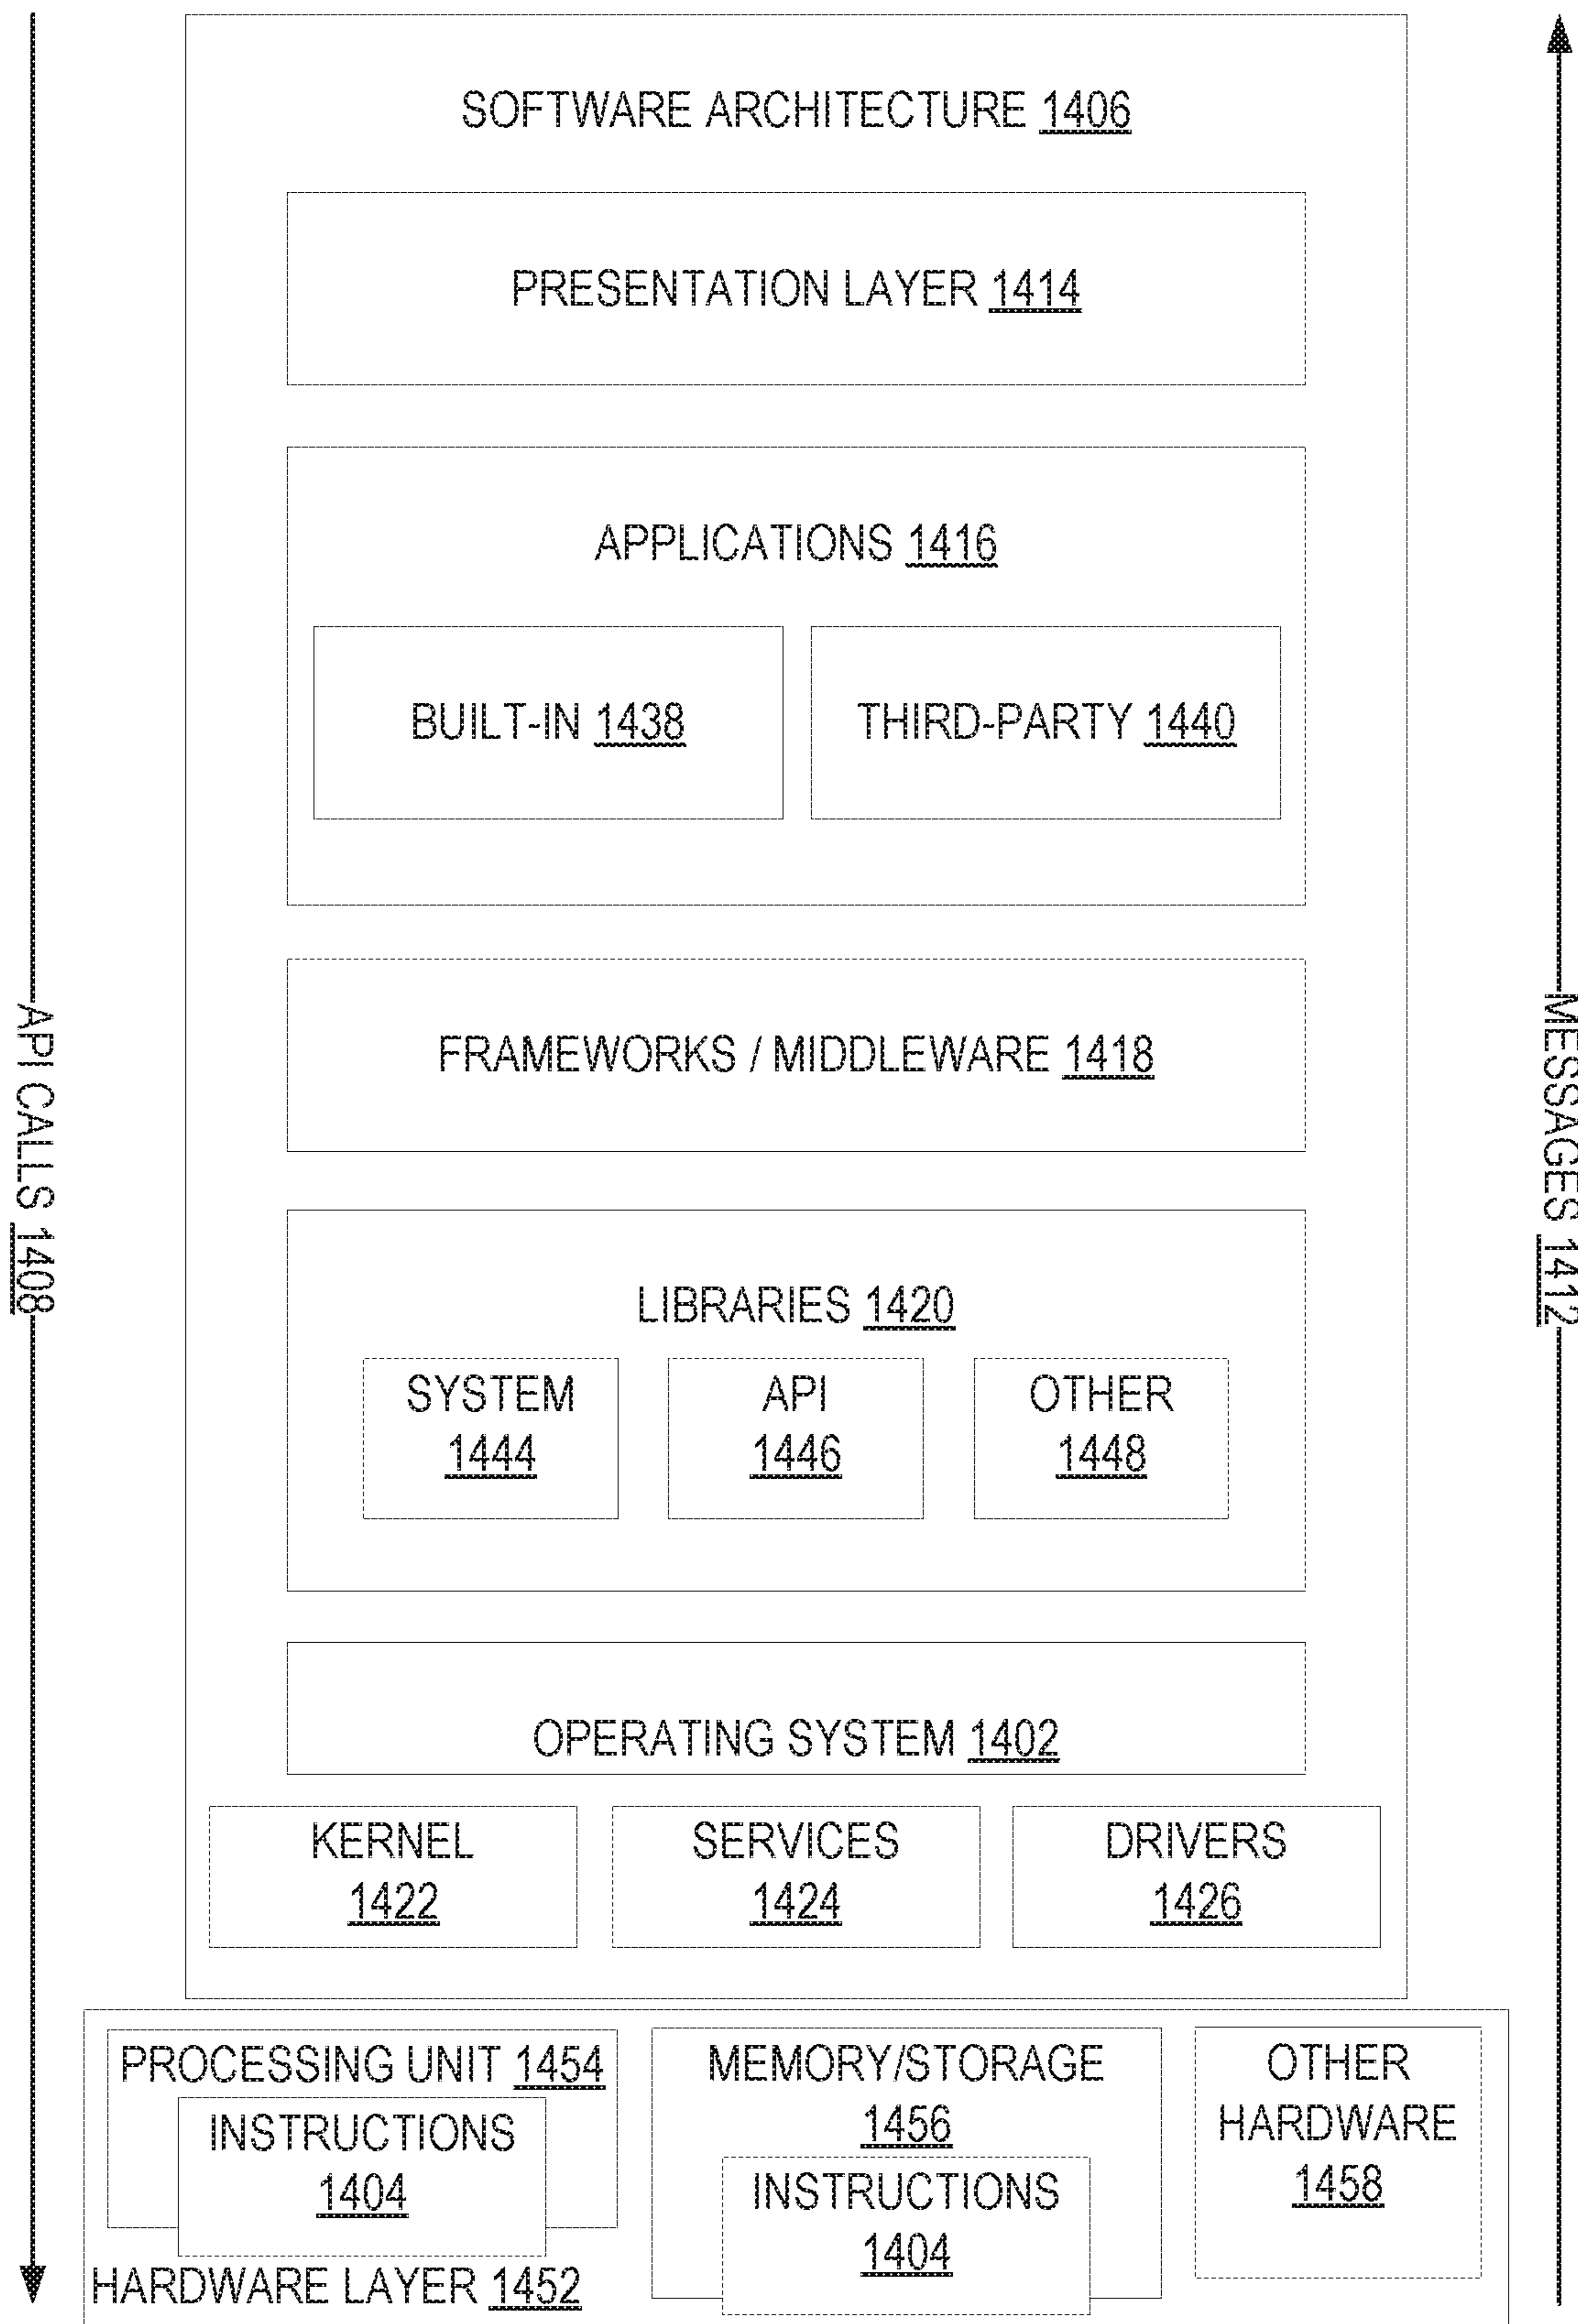 SOFTWARE ARCHITECTURE 1406
PRESENTATION LAYER 1414
APPLICATIONS 1416
BUILT-IN 1438
THIRD-PARTY 1440
FRAMEWORKS / MIDDLEWARE 1418
API CALLS 1408
MESSAGES 1412
LIBRARIES 1420
SYSTEM
1444
API
1446
OTHER
1448
OPERATING SYSTEM 1402
KERNEL
1422
SERVICES
1424
DRIVERS
1426
PROCESSING UNIT 1454
INSTRUCTIONS
1404
MEMORY/STORAGE
1456
INSTRUCTIONS
1404
OTHER
HARDWARE
1458
HARDWARE LAYER 1452